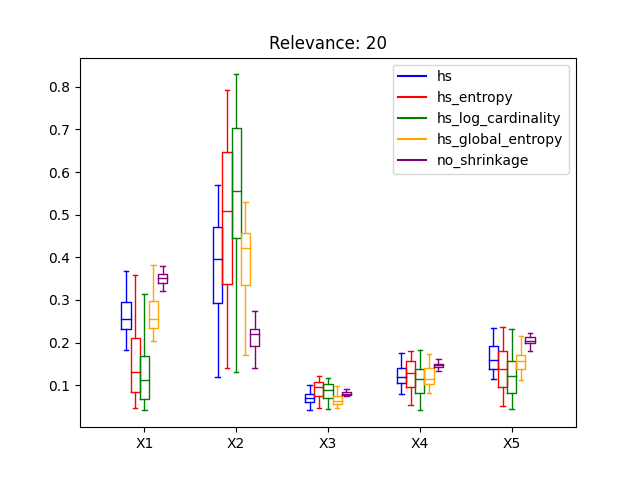 Relevance: 20
0.8
0.7
0.6
0.5
0.4
0.3
0.2
0.1
hs
hs_entropy
hs_log_cardinality
hs_global_entropy
no_shrinkage
X1 X2 X3 X4 X5